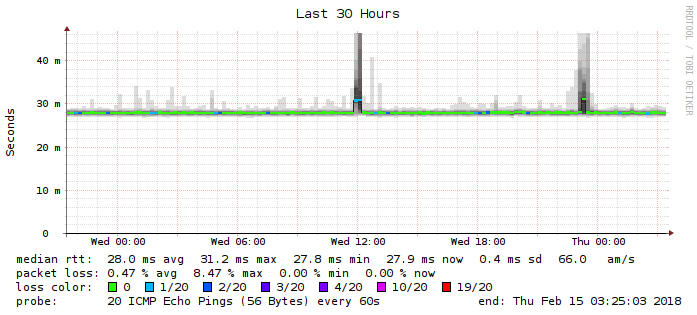 Last 30 Hours
RRDTOOL / TOBI OETIKER
Seconds
40 m
30 m
20 m
10 m
0
Wed 00:00 Wed 06:00 Wed 12:00 Wed 18:00 Thu 00:00
median rtt: 28.0 ms avg 31.2 ms max 27.8 ms min 27.9 ms now 0.4 ms sd 66.0 am/s
packet loss: 0.47 % avg 8.47 % max 0.00 % min 0.00 % now
loss color: 0 1/20 2/20 3/20 4/20 10/20 19/20
probe: 20 ICMP Echo Pings (56 Bytes) every 60s end: Thu Feb 15 03:25:03 2018